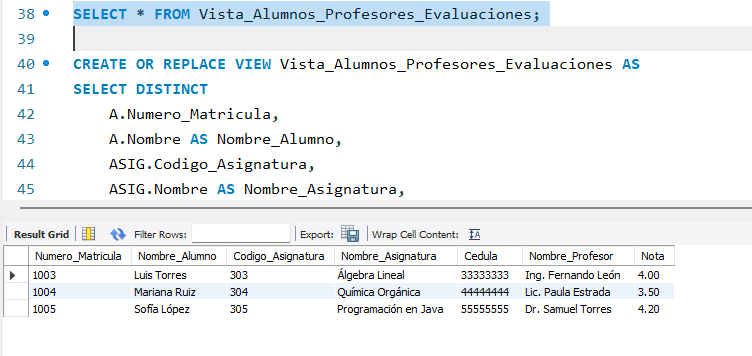 38 SELECT * FROM Vista_Alumnos_Profesores_Evaluaciones;
39
40 CREATE OR REPLACE VIEW Vista_Alumnos_Profesores_Evaluaciones AS
41 SELECT DISTINCT
42 A.Numero_Matricula,
43 A.Nombre AS Nombre_Alumno,
44 ASIG.Codigo_Asignatura,
45 ASIG.Nombre AS Nombre_Asignatura,
Result Grid Filter Rows: Export: Wrap Cell Content:
Numero_Matricula Nombre_Alumno Codigo_Asignatura Nombre_Asignatura Cedula Nombre_Profesor Nota
1003 Luis Torres 303 Álgebra Lineal 33333333 Ing. Fernando León 4.00
1004 Mariana Ruiz 304 Química Orgánica 44444444 Lic. Paula Estrada 3.50
1005 Sofía López 305 Programación en Java 55555555 Dr. Samuel Torres 4.20